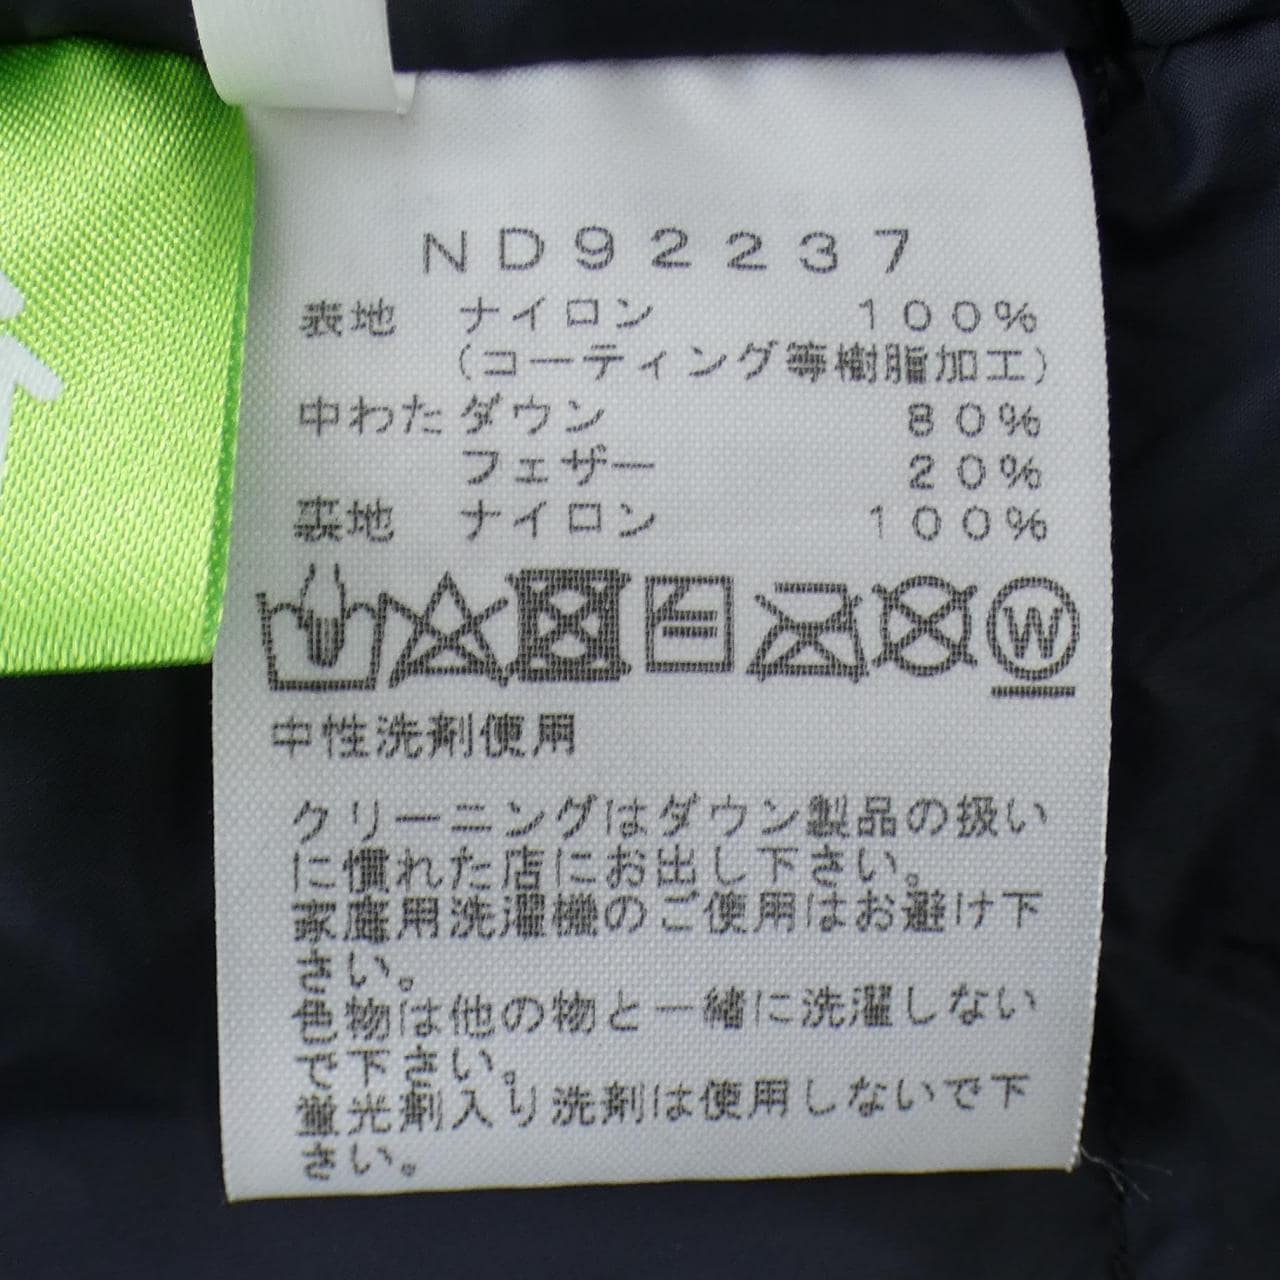 ND92237
表地 ナイロン 100%
(コーティング等樹脂加工)
中わた ダウン 80%
フェザー 20%
裏地 ナイロン 100%
W
中性洗剤使用
クリーニングはダウン製品の扱い
に慣れた店にお出し下さい。
家庭用洗濯機のご使用はお避け下
さい。
色物は他の物と一緒に洗濯しない
で下さい。
蛍光剤入り洗剤は使用しないで下
さい。